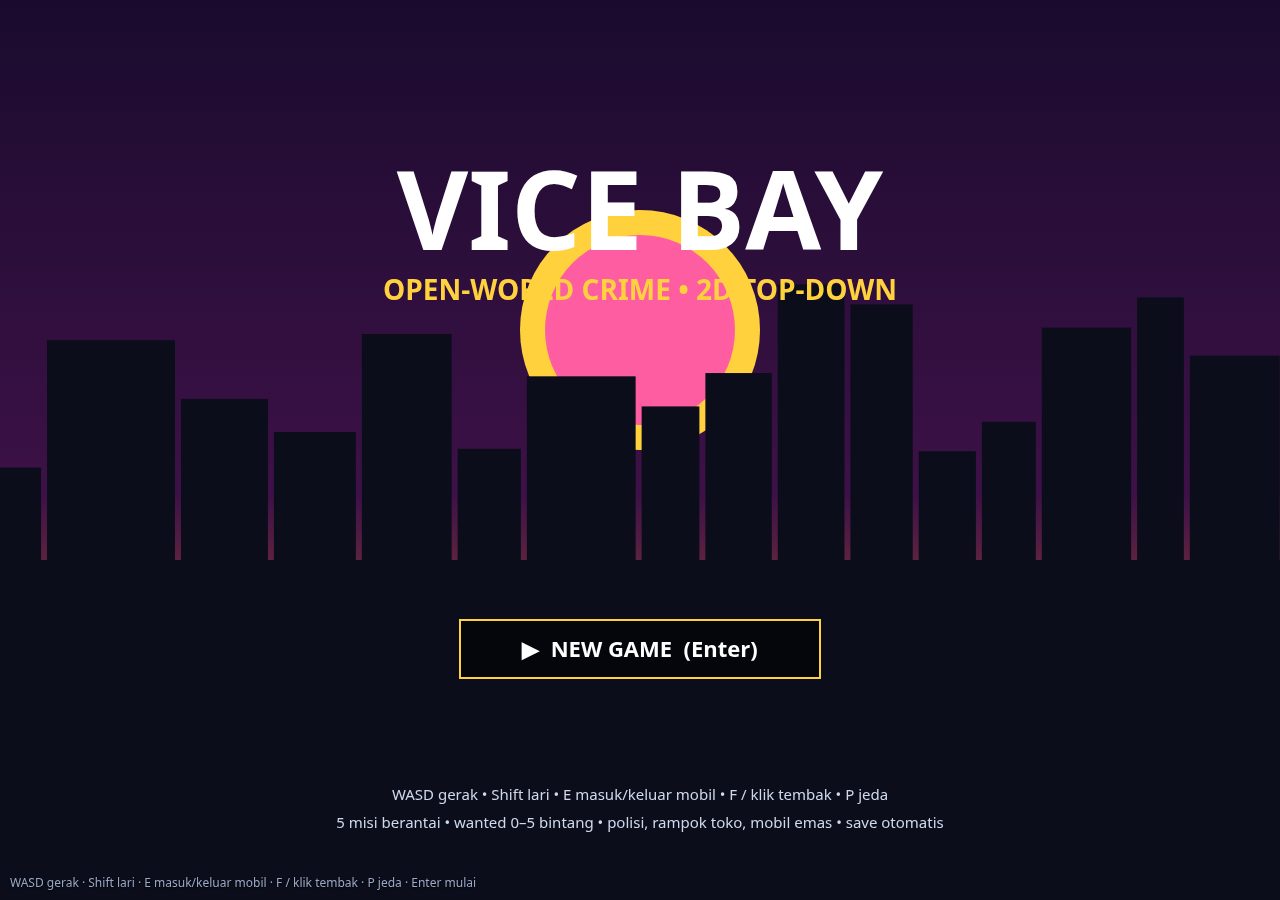 VICE BAY
OPEN-WORLD CRIME • 2D TOP-DOWN
▶ NEW GAME (Enter)
WASD gerak • Shift lari • E masuk/keluar mobil • F / klik tembak • P jeda
5 misi berantai • wanted 0–5 bintang • polisi, rampok toko, mobil emas • save otomatis
WASD gerak · Shift lari · E masuk/keluar mobil · F / klik tembak · P jeda · Enter mulai